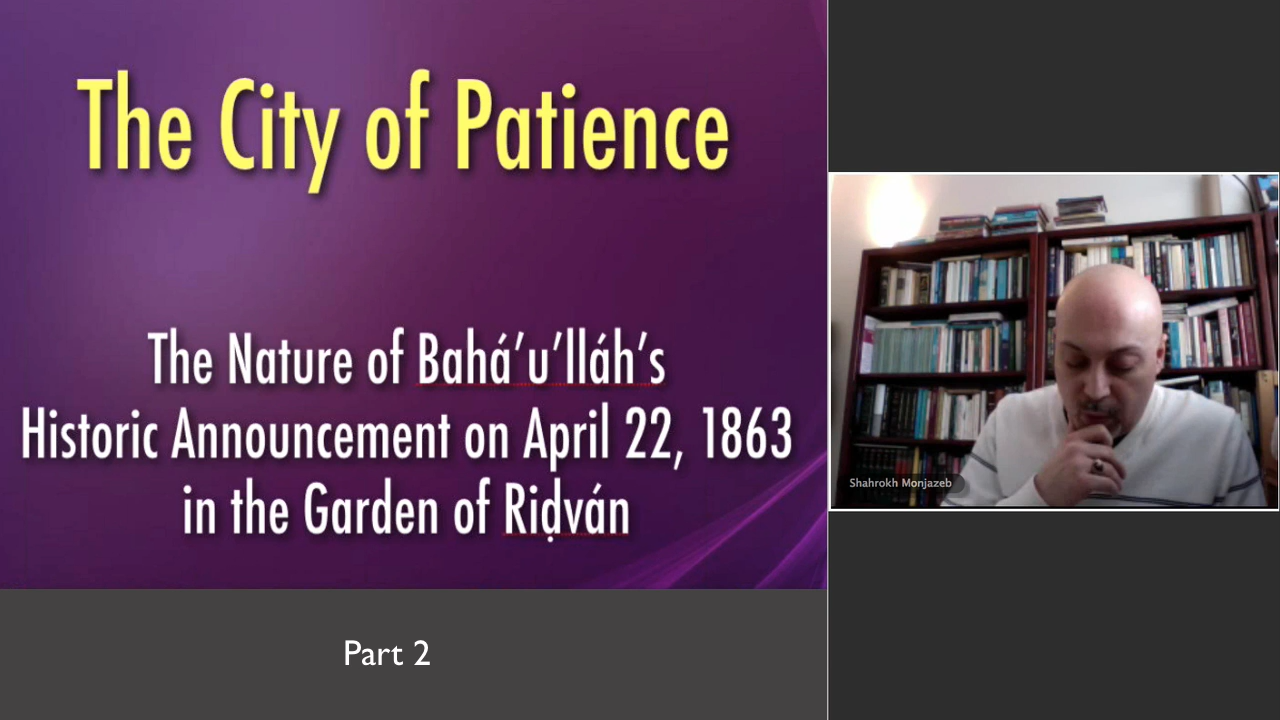 The City of Patience
The Nature of Bahá’u’lláh’s
Historic Announcement on April 22, 1863
in the Garden of Riḍván
Part 2
Shahrokh Monjazeb